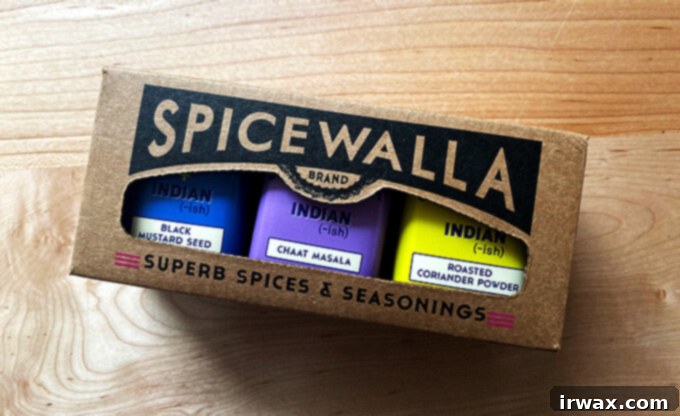 SPICEWALLA
BRAND
INDIAN
(-ish)
BLACK
MUSTARD SEED
INDIAN
(-ish)
CHAAT MASALA
INDIAN
(-ish)
ROASTED
CORIANDER POWDER
SUPERB SPICES & SEASONINGS
irwax.com